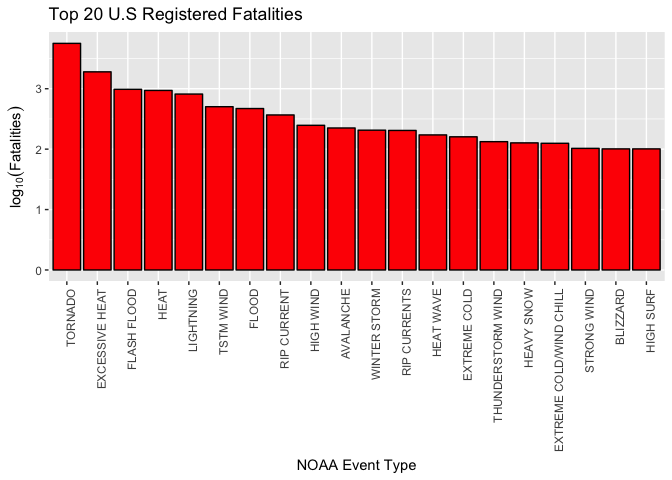 Top 20 U.S Registered Fatalities
log10(Fatalities)
3
2
1
0
TORNADO
EXCESSIVE HEAT
FLASH FLOOD
HEAT
LIGHTNING
TSTM WIND
FLOOD
RIP CURRENT
HIGH WIND
AVALANCHE
WINTER STORM
RIP CURRENTS
HEAT WAVE
EXTREME COLD
THUNDERSTORM WIND
HEAVY SNOW
EXTREME COLD/WIND CHILL
STRONG WIND
BLIZZARD
HIGH SURF
NOAA Event Type